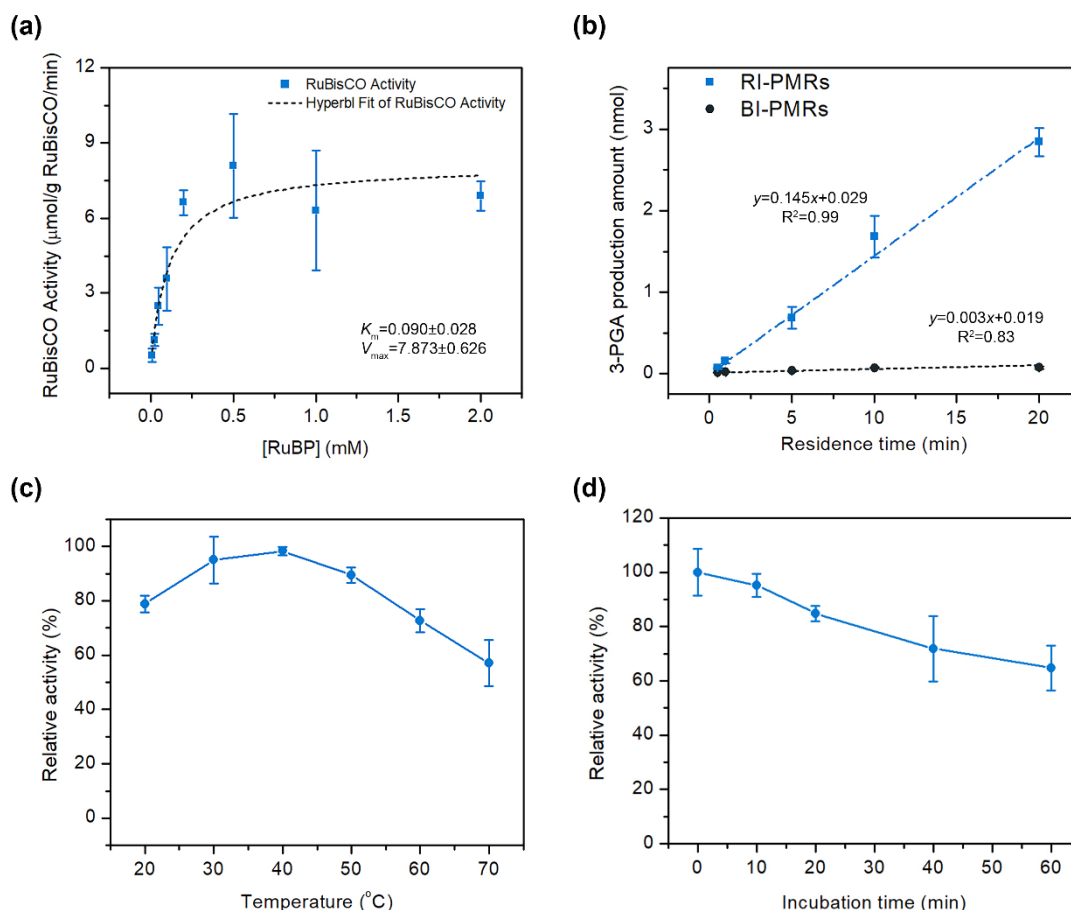 (a)
RuBisCO Activity (μmol/g RuBisCO/min)
12
9
6
3
0
RuBisCO Activity
Hyperbl Fit of RuBisCO Activity
Km=0.090±0.028
Vmax=7.873±0.626
0.0 0.5 1.0 1.5 2.0
[RuBP] (mM)
(b)
3-PGA production amount (nmol)
3
2
1
0
RI-PMRs
BI-PMRs
y=0.145x+0.029
R²=0.99
y=0.003x+0.019
R²=0.83
0 5 10 15 20
Residence time (min)
(c)
Relative activity (%)
100
80
60
40
20
0
20 30 40 50 60 70
Temperature (°C)
(d)
Relative activity (%)
120
100
80
60
40
20
0
0 10 20 30 40 50 60
Incubation time (min)